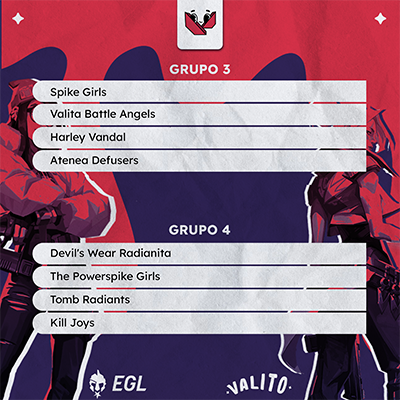 GRUPO 3
Spike Girls
Valita Battle Angels
Harley Vandal
Atenea Defusers
GRUPO 4
Devil's Wear Radianita
The Powerspike Girls
Tomb Radiants
Kill Joys
EGL
VALITO